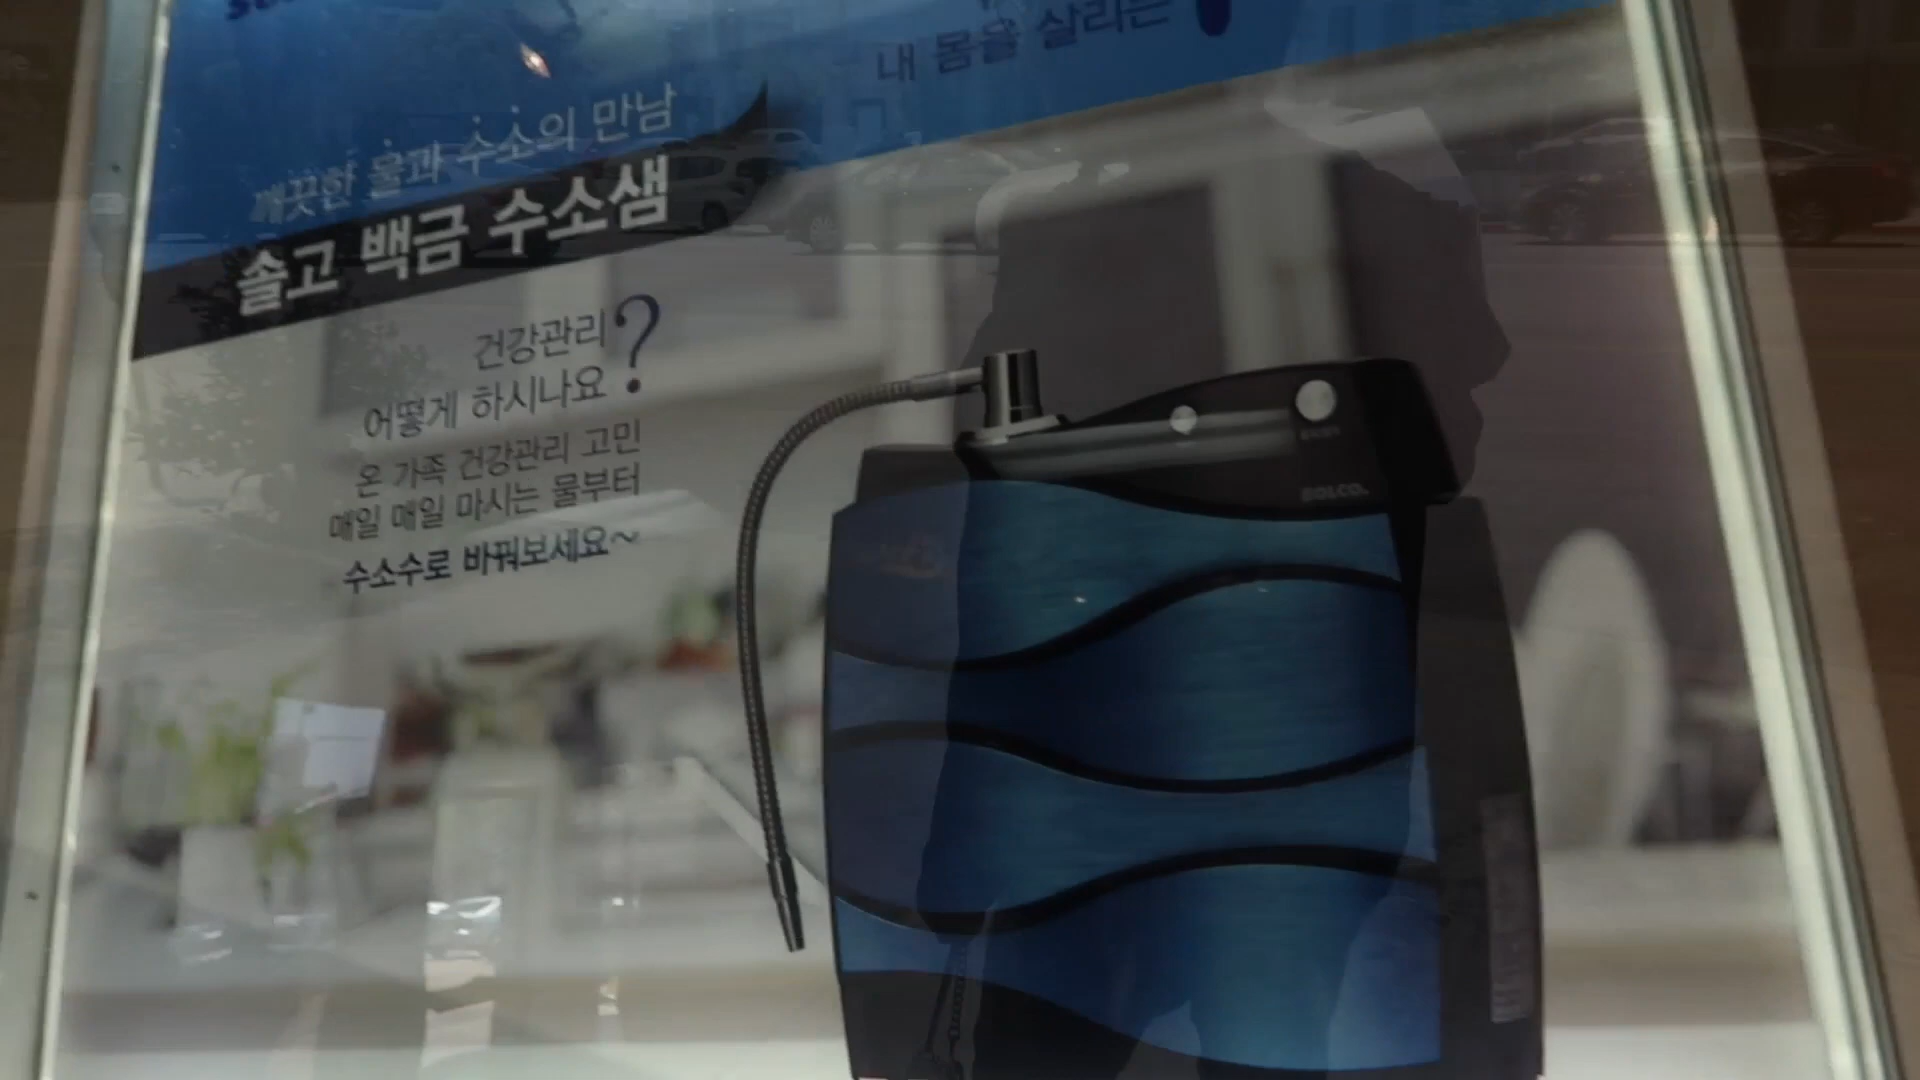 내 몸을 살리는
깨끗한 물과 수소의 만남
솔고 백금 수소샘
건강관리
어떻게 하시나요?
온 가족 건강관리 고민
매일 매일 마시는 물부터
수소수로 바꿔보세요~
SOLCO